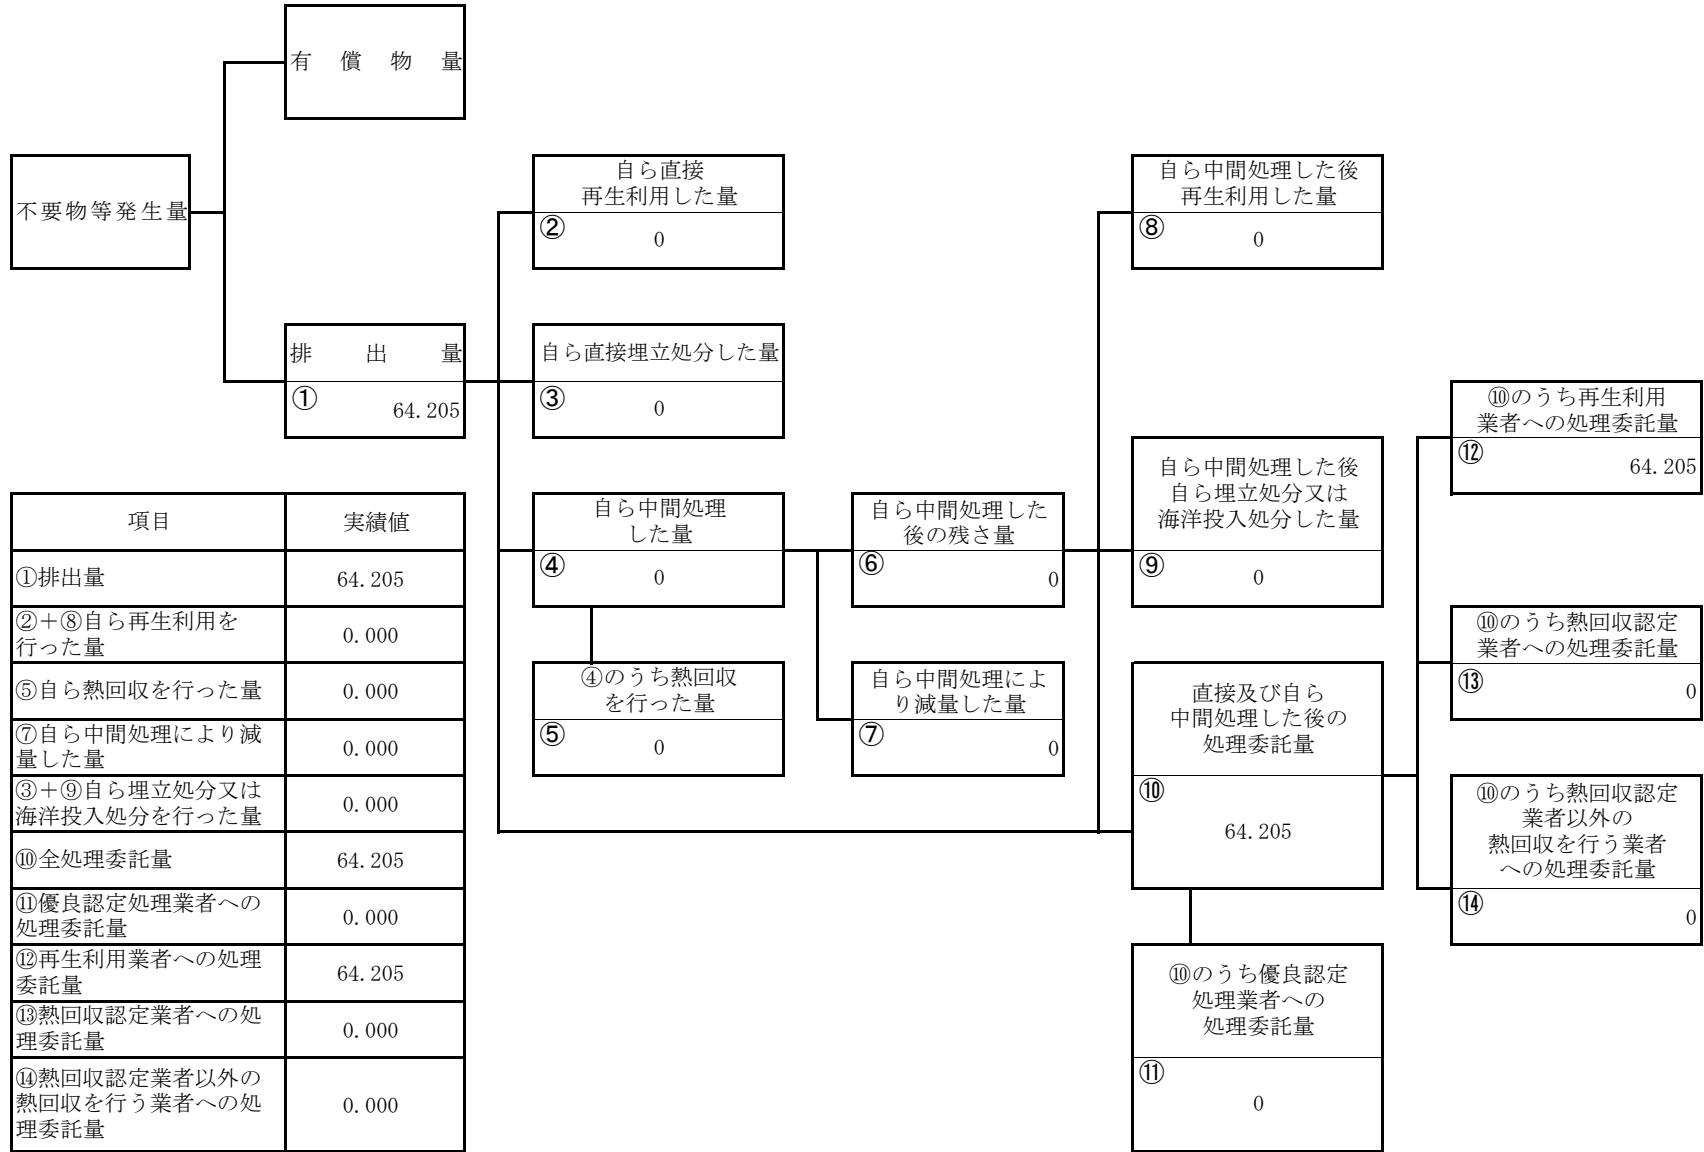 有償物量
不要物等発生量
排出量
①
64.205
自ら直接
再生利用した量
②
0
自ら直接埋立処分した量
③
0
自ら中間処理
した量
④
0
④のうち熱回収
を行った量
⑤
0
自ら中間処理した
後の残さ量
⑥
0
自ら中間処理によ
り減量した量
⑦
0
自ら中間処理した後
再生利用した量
⑧
0
自ら中間処理した後
自ら埋立処分又は
海洋投入処分した量
⑨
0
直接及び自ら
中間処理した後の
処理委託量
⑩
64.205
⑩のうち優良認定
処理業者への
処理委託量
⑪
0
⑩のうち再生利用
業者への処理委託量
⑫
64.205
⑩のうち熱回収認定
業者への処理委託量
⑬
0
⑩のうち熱回収認定
業者以外の
熱回収を行う業者
への処理委託量
⑭
0
項目 実績値
①排出量 64.205
②+⑧自ら再生利用を
行った量 0.000
⑤自ら熱回収を行った量 0.000
⑦自ら中間処理により減
量した量 0.000
③+⑨自ら埋立処分又は
海洋投入処分を行った量 0.000
⑩全処理委託量 64.205
⑪優良認定処理業者への
処理委託量 0.000
⑫再生利用業者への処理
委託量 64.205
⑬熱回収認定業者への処
理委託量 0.000
⑭熱回収認定業者以外の
熱回収を行う業者への処
理委託量 0.000